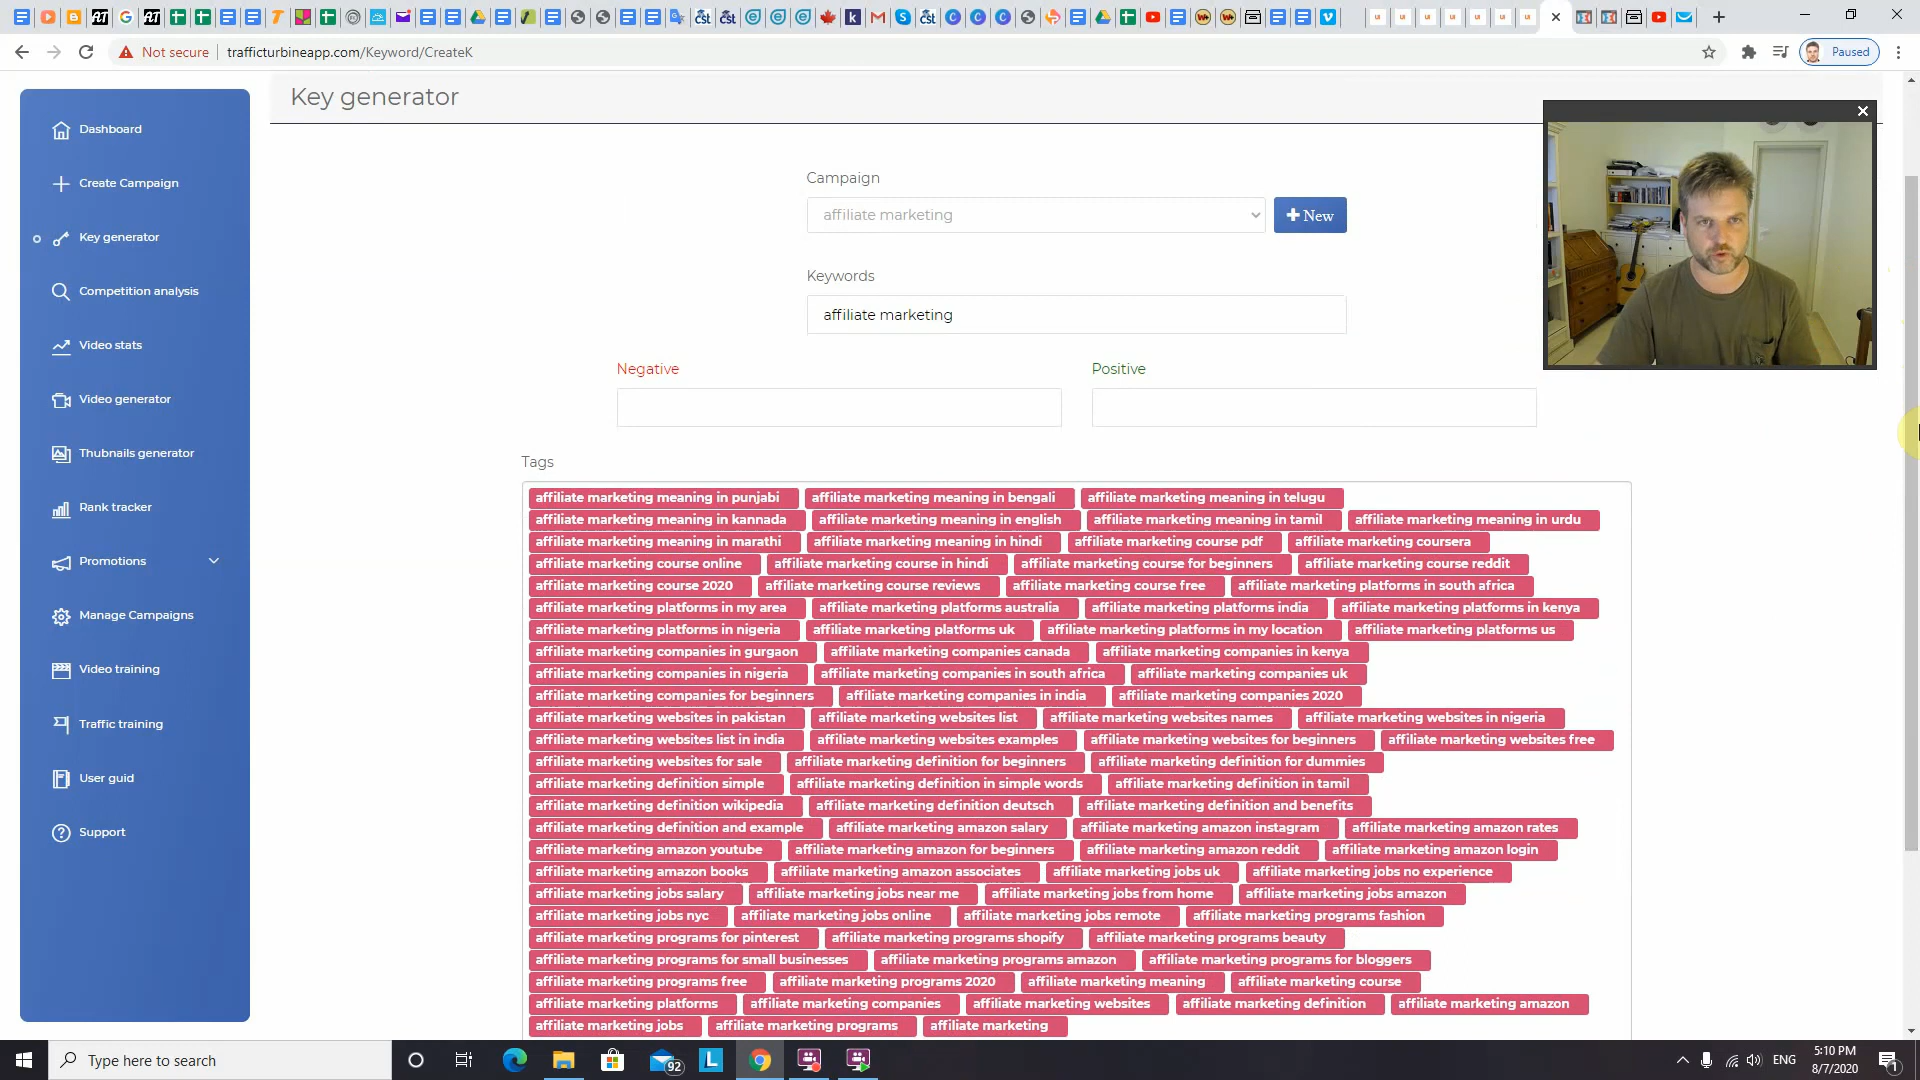 Not secure
trafficturbineapp.com/Keyword/CreateK
Paused
Dashboard
Create Campaign
Key generator
Competition analysis
Video stats
Video generator
Thubnails generator
Rank tracker
Promotions
Manage Campaigns
Video training
Traffic training
User guid
Support
Key generator
Campaign
affiliate marketing
New
Keywords
affiliate marketing
Negative Positive
Tags
affiliate marketing meaning in punjabi affiliate marketing meaning in bengali affiliate marketing meaning in telugu
affiliate marketing meaning in kannada affiliate marketing meaning in english affiliate marketing meaning in tamil affiliate marketing meaning in urdu
affiliate marketing meaning in marathi affiliate marketing meaning in hindi affiliate marketing course pdf affiliate marketing coursera
affiliate marketing course online affiliate marketing course in hindi affiliate marketing course for beginners affiliate marketing course reddit
affiliate marketing course 2020 affiliate marketing course reviews affiliate marketing course free affiliate marketing platforms in south africa
affiliate marketing platforms in my area affiliate marketing platforms australia affiliate marketing platforms india affiliate marketing platforms in kenya
affiliate marketing platforms in nigeria affiliate marketing platforms uk affiliate marketing platforms in my location affiliate marketing platforms us
affiliate marketing companies in gurgaon affiliate marketing companies canada affiliate marketing companies in kenya
affiliate marketing companies in nigeria affiliate marketing companies in south africa affiliate marketing companies uk
affiliate marketing companies for beginners affiliate marketing companies in india affiliate marketing companies 2020
affiliate marketing websites in pakistan affiliate marketing websites list affiliate marketing websites names affiliate marketing websites in nigeria
affiliate marketing websites list in india affiliate marketing websites examples affiliate marketing websites for beginners affiliate marketing websites free
affiliate marketing websites for sale affiliate marketing definition for beginners affiliate marketing definition for dummies
affiliate marketing definition simple affiliate marketing definition in simple words affiliate marketing definition in tamil
affiliate marketing definition wikipedia affiliate marketing definition deutsch affiliate marketing definition and benefits
affiliate marketing definition and example affiliate marketing amazon salary affiliate marketing amazon instagram affiliate marketing amazon rates
affiliate marketing amazon youtube affiliate marketing amazon for beginners affiliate marketing amazon reddit affiliate marketing amazon login
affiliate marketing amazon books affiliate marketing amazon associates affiliate marketing jobs uk affiliate marketing jobs no experience
affiliate marketing jobs salary affiliate marketing jobs near me affiliate marketing jobs from home affiliate marketing jobs amazon
affiliate marketing jobs nyc affiliate marketing jobs online affiliate marketing jobs remote affiliate marketing programs fashion
affiliate marketing programs for pinterest affiliate marketing programs shopify affiliate marketing programs beauty
affiliate marketing programs for small businesses affiliate marketing programs amazon affiliate marketing programs for bloggers
affiliate marketing programs free affiliate marketing programs 2020 affiliate marketing meaning affiliate marketing course
affiliate marketing platforms affiliate marketing companies affiliate marketing websites affiliate marketing definition affiliate marketing amazon
affiliate marketing jobs affiliate marketing programs affiliate marketing
Type here to search
92
ENG
5:10 PM
8/7/2020
1